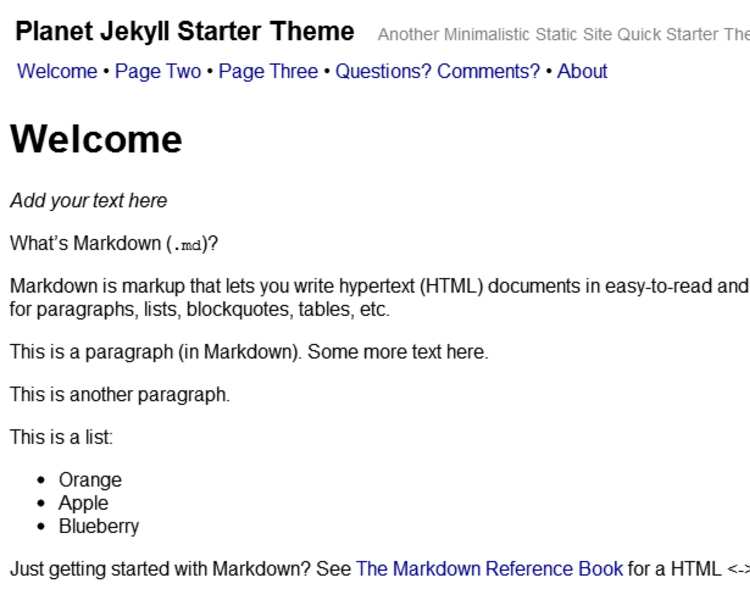 Planet Jekyll Starter Theme Another Minimalistic Static Site Quick Starter The
Welcome • Page Two • Page Three • Questions? Comments? • About
Welcome
Add your text here
What's Markdown (.md)?
Markdown is markup that lets you write hypertext (HTML) documents in easy-to-read and
for paragraphs, lists, blockquotes, tables, etc.
This is a paragraph (in Markdown). Some more text here.
This is another paragraph.
This is a list:
• Orange
• Apple
• Blueberry
Just getting started with Markdown? See The Markdown Reference Book for a HTML <->